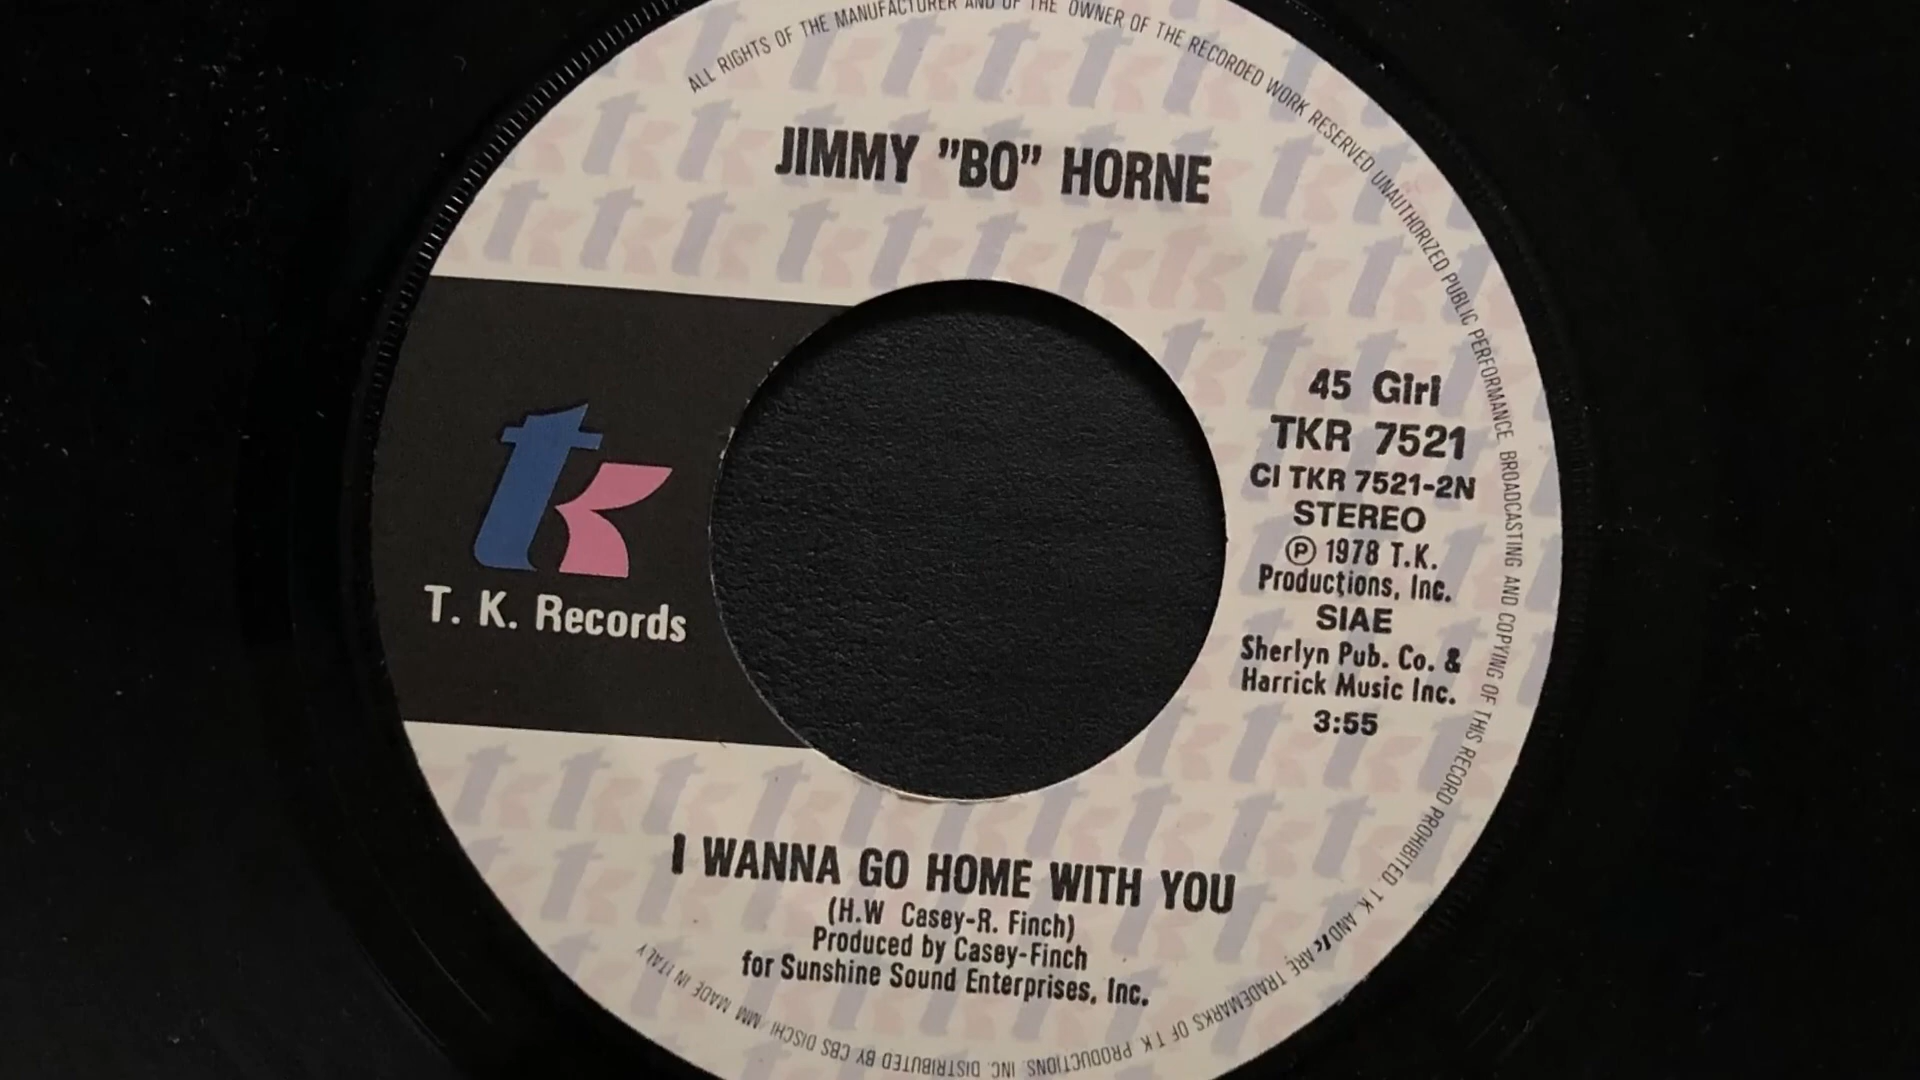 ALL RIGHTS OF THE MANUFACTURER AND OF THE OWNER OF THE RECORDED WORK RESERVED UNAUTHORIZED PUBLIC PERFORMANCE BROADCASTING AND COPYING OF THIS RECORD PROHIBITED. T.K. AND tk ARE TRADEMARKS OF T.K. PRODUCTIONS, INC. DISTRIBUTED BY CBS DISCHI / MM MADE IN ITALY
JIMMY "BO" HORNE
tk
T. K. Records
45 Giri
TKR 7521
CI TKR 7521-2N
STEREO
℗ 1978 T.K.
Productions, Inc.
SIAE
Sherlyn Pub. Co. &
Harrick Music Inc.
3:55
I WANNA GO HOME WITH YOU
(H.W Casey-R. Finch)
Produced by Casey-Finch
for Sunshine Sound Enterprises, Inc.